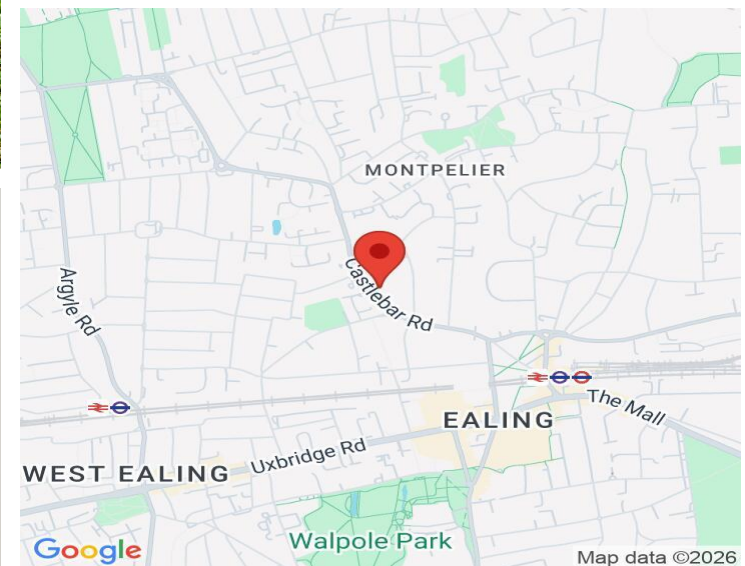 MONTPELIER
Castlebar Rd
Argyle Rd
The Mall
EALING
Uxbridge Rd
WEST EALING
Walpole Park
Google
Map data ©2026